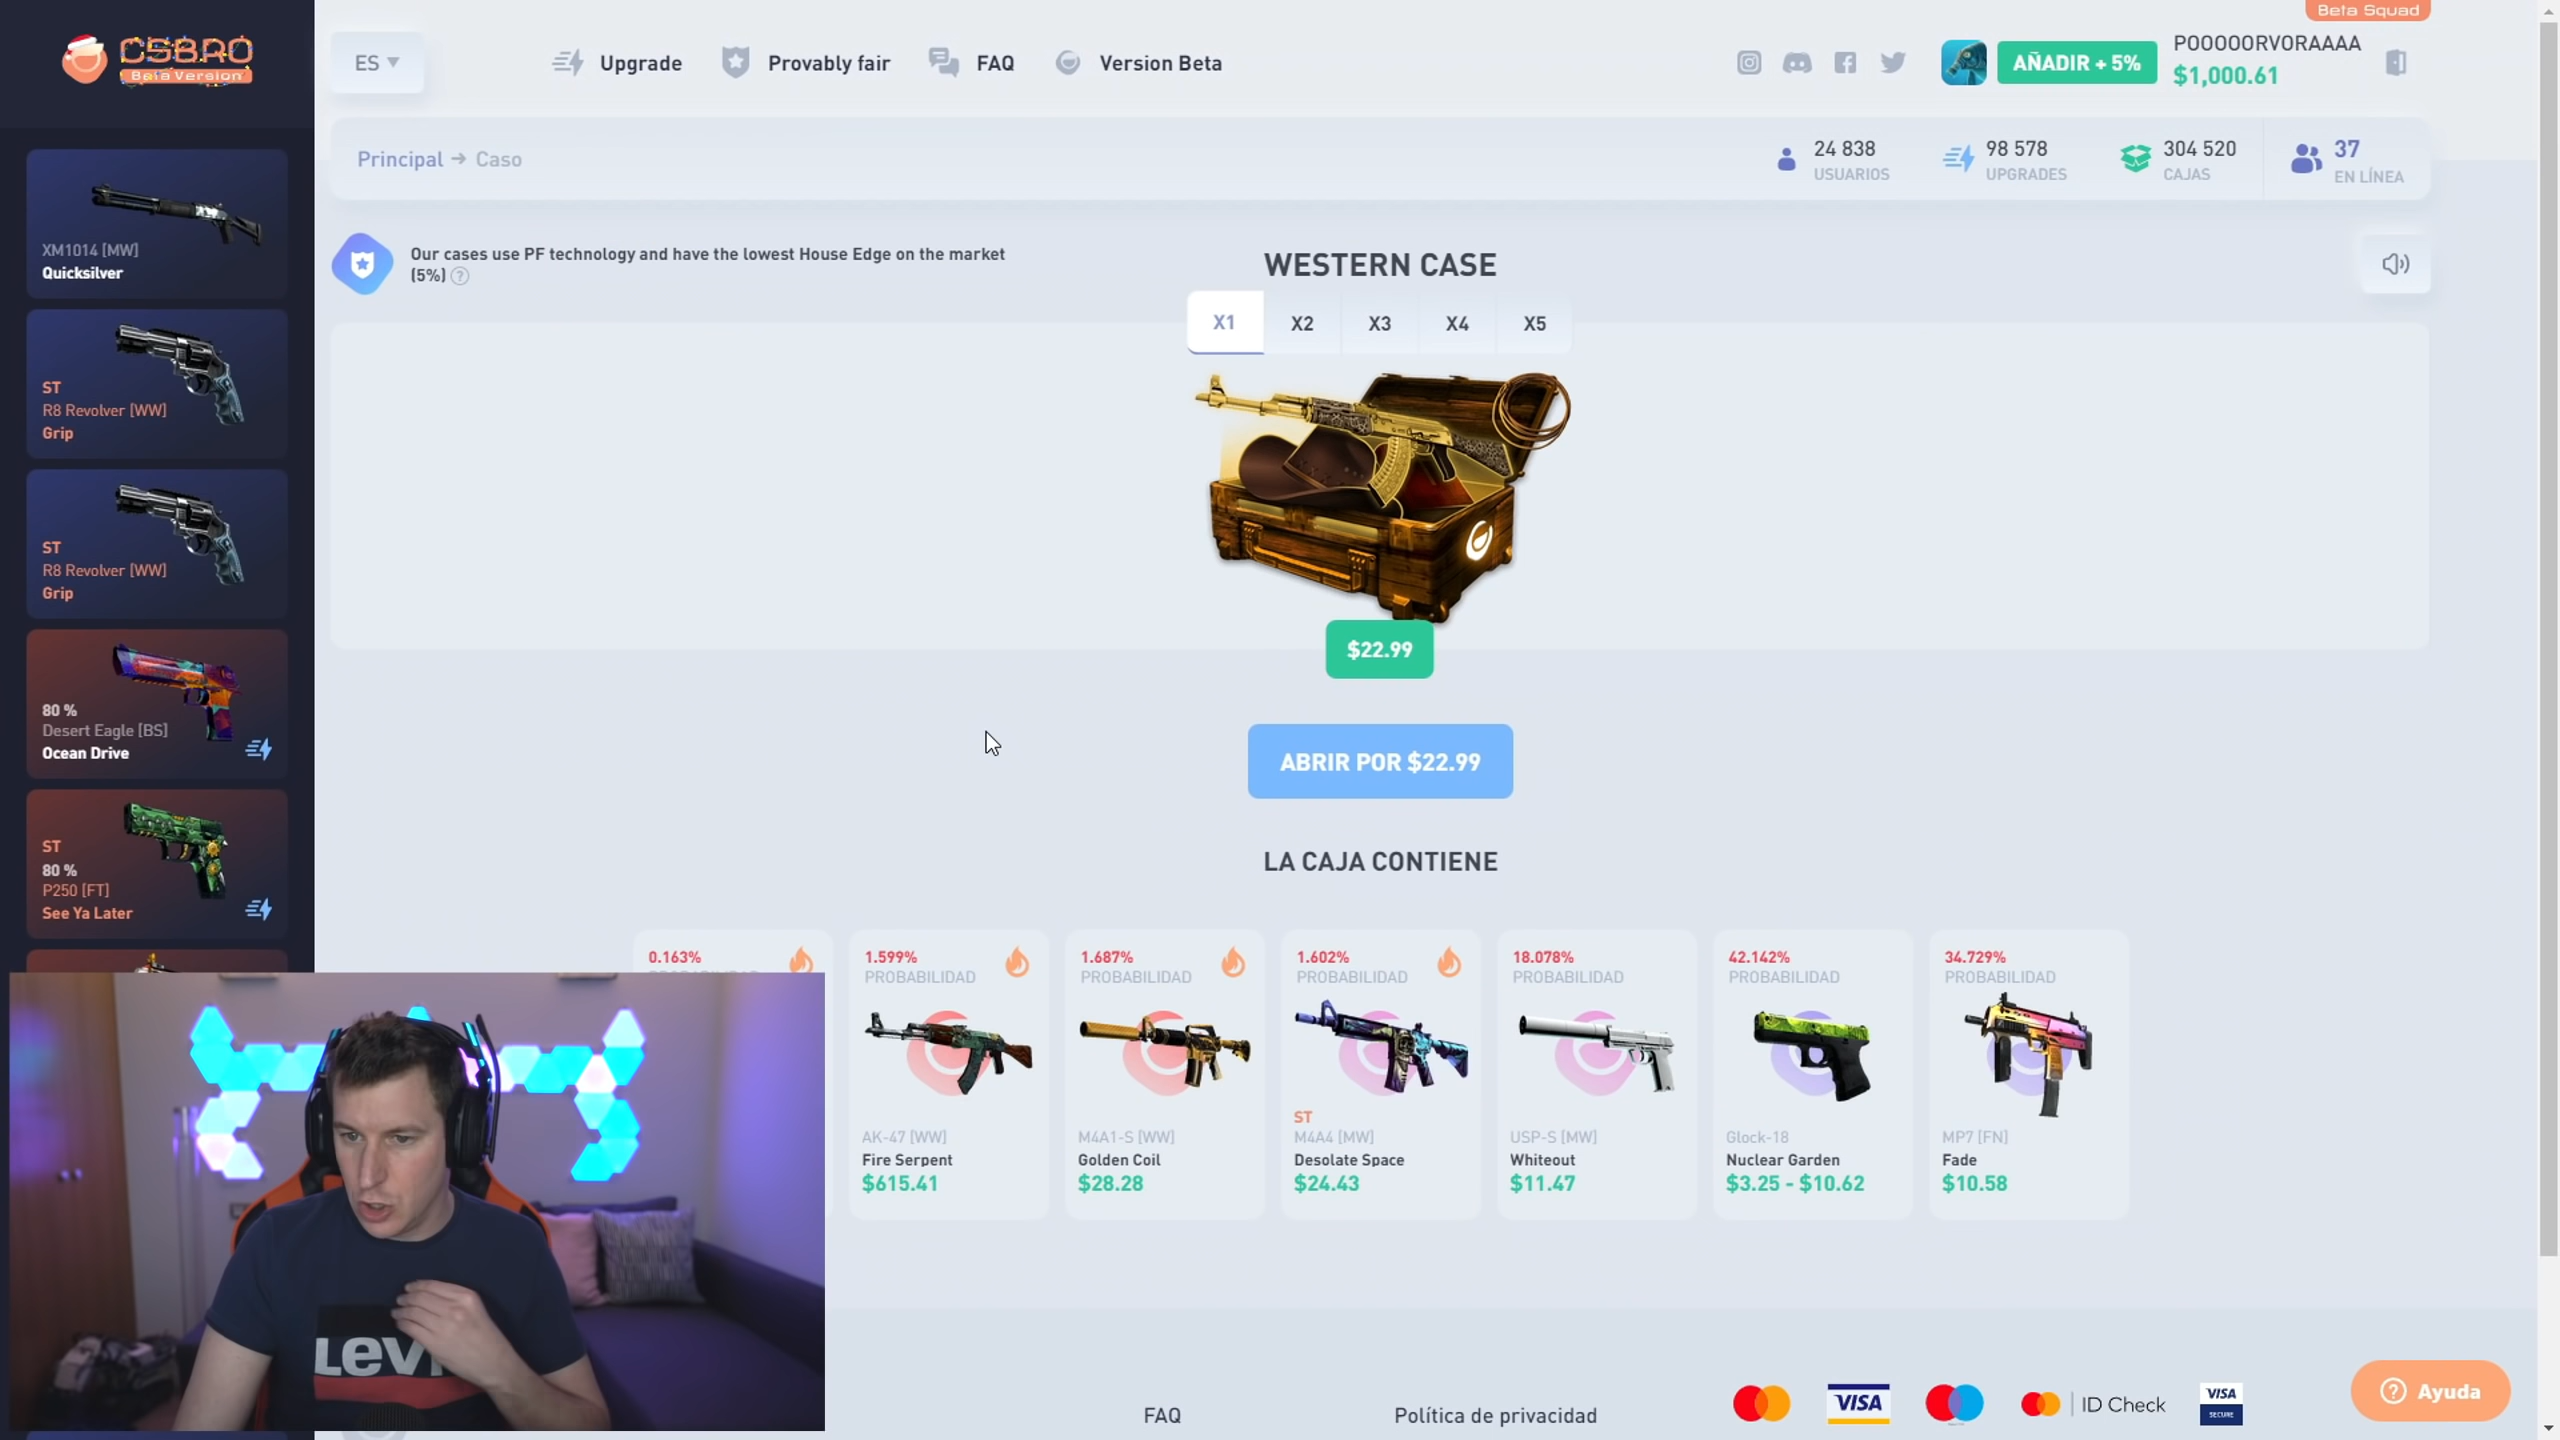 CSBRO
Beta Version
ES
Upgrade
Provably fair
FAQ
Version Beta
Beta Squad
AÑADIR + 5%
POOOOORVORAAAA
$1,000.61
Principal → Caso
24 838
USUARIOS
98 578
UPGRADES
304 520
CAJAS
37
EN LÍNEA
XM1014 [MW]
Quicksilver
ST
R8 Revolver [WW]
Grip
ST
R8 Revolver [WW]
Grip
80 %
Desert Eagle [BS]
Ocean Drive
ST
80 %
P250 [FT]
See Ya Later
Our cases use PF technology and have the lowest House Edge on the market
(5%) ?
WESTERN CASE
X1
X2
X3
X4
X5
$22.99
ABRIR POR $22.99
LA CAJA CONTIENE
0.163%
PROBABILIDAD
1.599%
PROBABILIDAD
AK-47 [WW]
Fire Serpent
$615.41
1.687%
PROBABILIDAD
M4A1-S [WW]
Golden Coil
$28.28
1.602%
PROBABILIDAD
ST
M4A4 [MW]
Desolate Space
$24.43
18.078%
PROBABILIDAD
USP-S [MW]
Whiteout
$11.47
42.142%
PROBABILIDAD
Glock-18
Nuclear Garden
$3.25 - $10.62
34.729%
PROBABILIDAD
MP7 [FN]
Fade
$10.58
FAQ
Política de privacidad
VISA
ID Check
VISA
SECURE
Ayuda